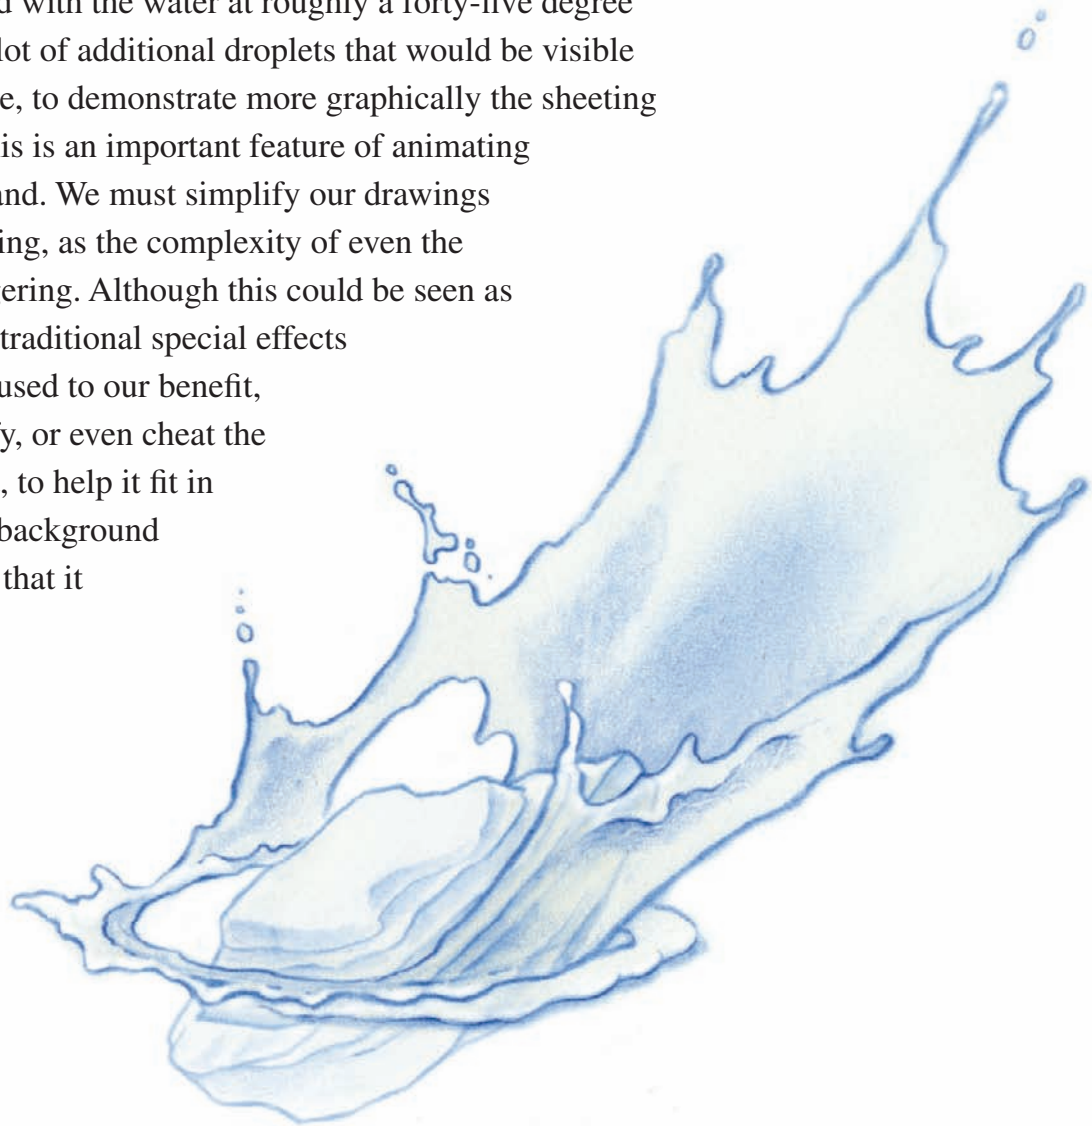 d with the water at roughly a forty-five degree
lot of additional droplets that would be visible
e, to demonstrate more graphically the sheeting
is is an important feature of animating
and. We must simplify our drawings
ing, as the complexity of even the
gering. Although this could be seen as
traditional special effects
used to our benefit,
fy, or even cheat the
, to help it fit in
background
that it